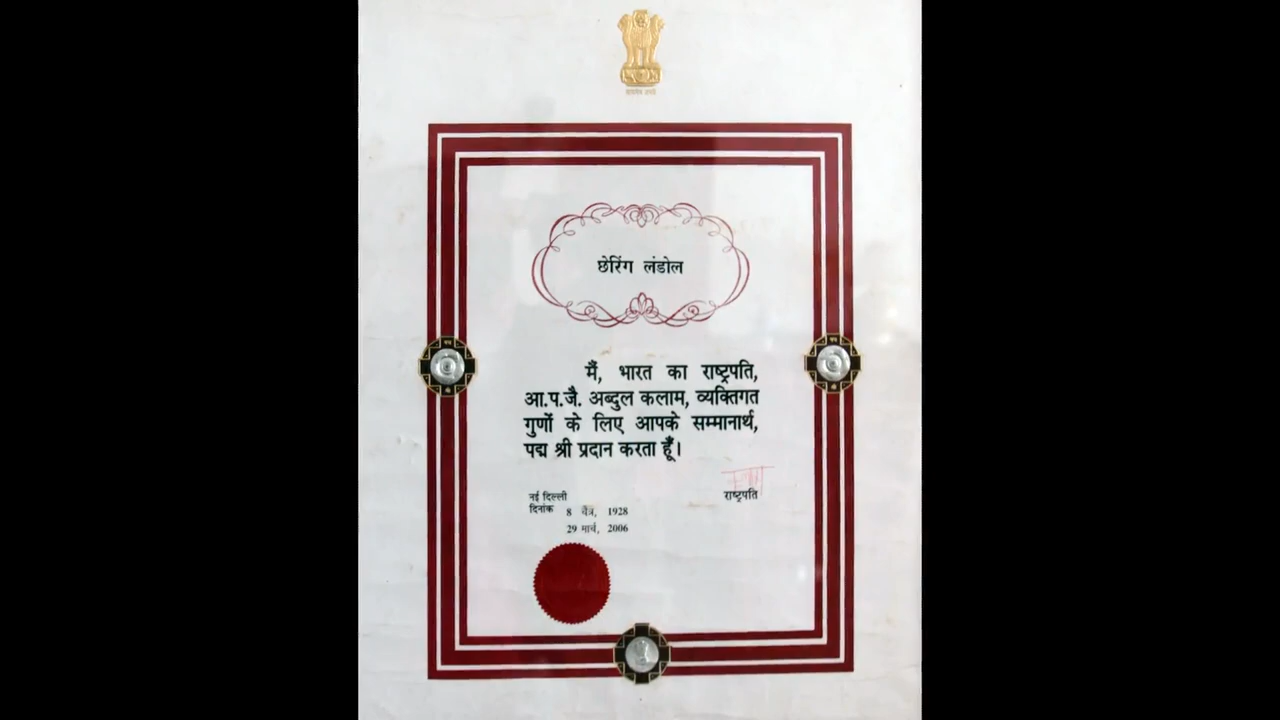 छेरिंग लंडोल
मैं, भारत का राष्ट्रपति,
आ.प.जै. अब्दुल कलाम, व्यक्तिगत
गुणों के लिए आपके सम्मानार्थ,
पद्म श्री प्रदान करता हूँ।
राष्ट्रपति
नई दिल्ली
दिनांक 8 चैत्र, 1928
29 मार्च, 2006